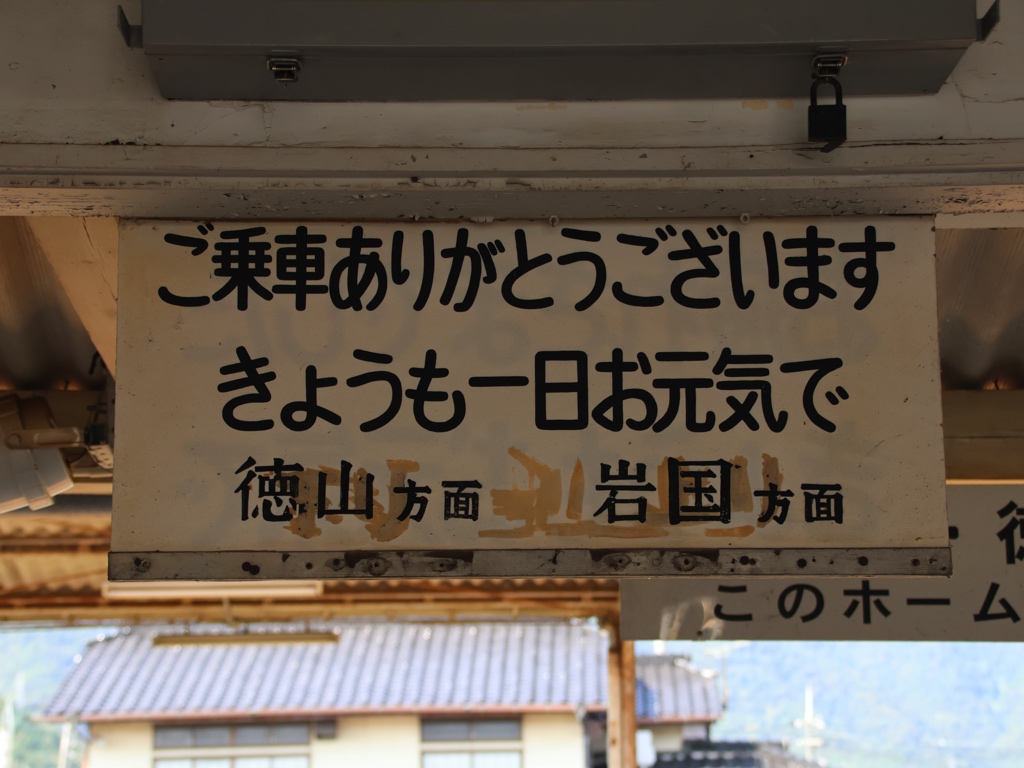 ご乗車ありがとうございます
きょうも一日お元気で
徳山方面 岩国方面
・徳
このホーム